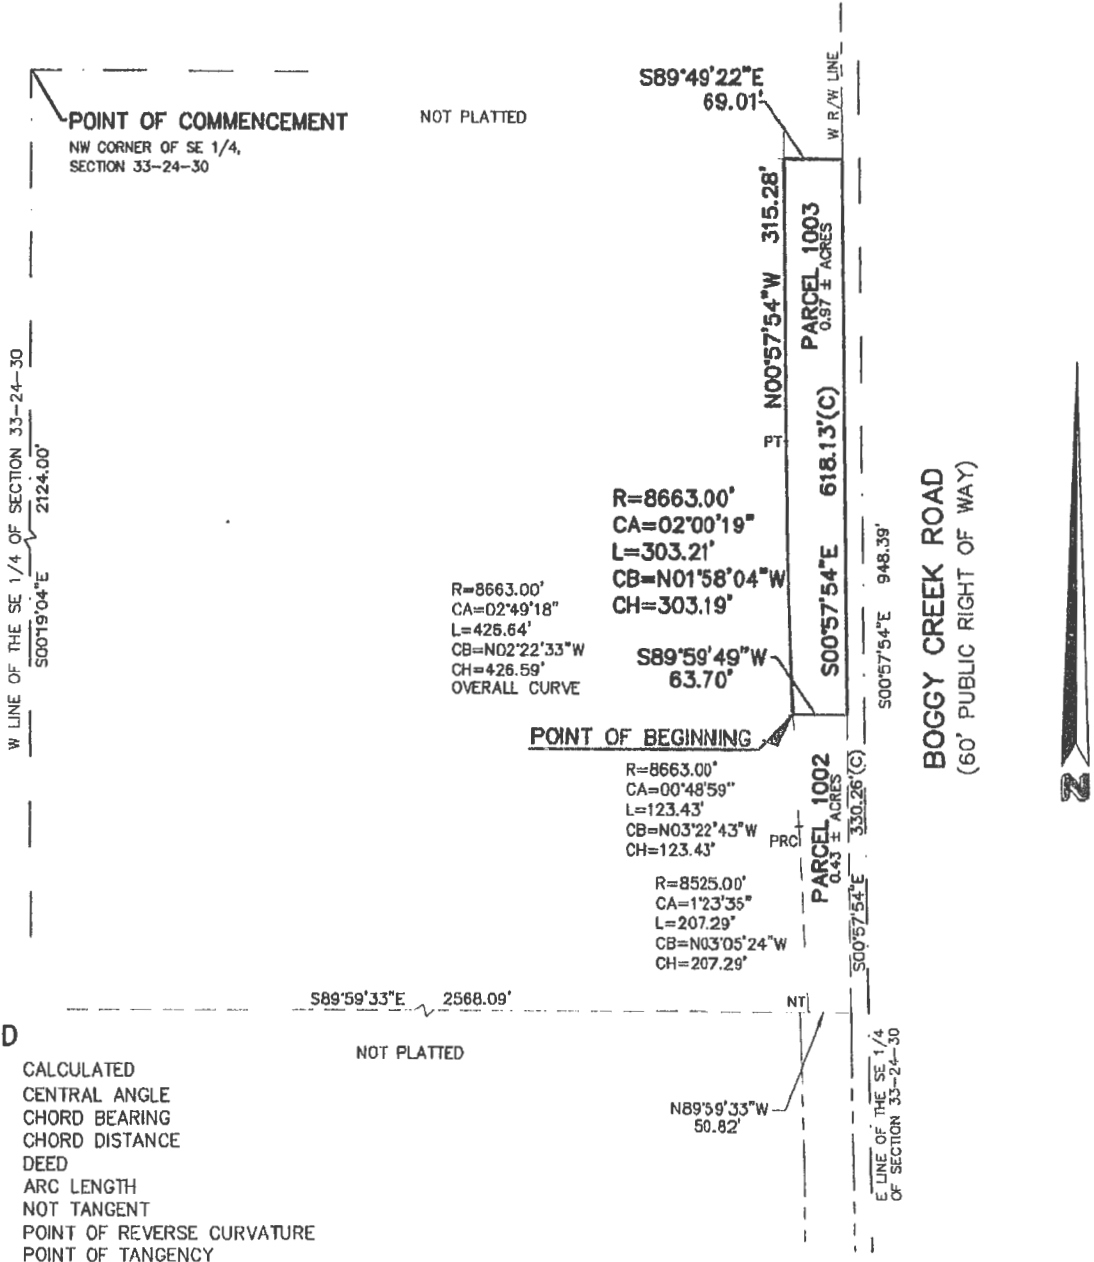 S89°49'22"E
69.01'
W R/W LINE
POINT OF COMMENCEMENT
NW CORNER OF SE 1/4,
SECTION 33-24-30
NOT PLATTED
N00°57'54"W 315.28'
PARCEL 1003
0.97 ± ACRES
W LINE OF THE SE 1/4 OF SECTION 33-24-30
S00°19'04"E 2124.00'
PT
S00°57'54"E 618.13'(C)
R=8663.00'
CA=02°00'19"
L=303.21'
CB=N01°58'04"W
CH=303.19'
R=8663.00'
CA=02°49'18"
L=426.64'
CB=N02°22'33"W
CH=426.59'
OVERALL CURVE
S89°59'49"W
63.70'
S00°57'54"E 948.39'
BOGGY CREEK ROAD
(60' PUBLIC RIGHT OF WAY)
N
POINT OF BEGINNING
R=8663.00'
CA=00°48'59"
L=123.43'
CB=N03°22'43"W
CH=123.43'
PRC
PARCEL 1002
0.43 ± ACRES
S00°57'54"E 330.26'(C)
R=8525.00'
CA=1°23'35"
L=207.29'
CB=N03°05'24"W
CH=207.29'
S89°59'33"E 2568.09'
NT
NOT PLATTED
N89°59'33"W
50.82'
E LINE OF THE SE 1/4
OF SECTION 33-24-30
D
CALCULATED
CENTRAL ANGLE
CHORD BEARING
CHORD DISTANCE
DEED
ARC LENGTH
NOT TANGENT
POINT OF REVERSE CURVATURE
POINT OF TANGENCY